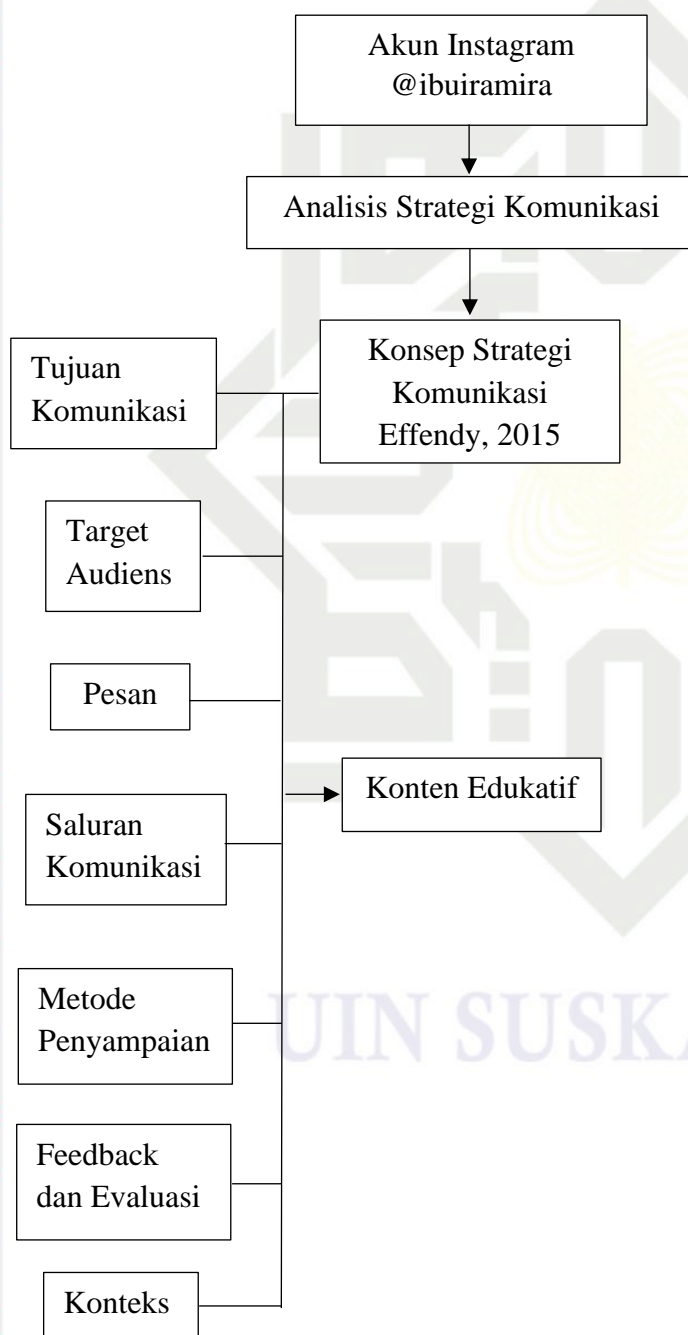 Akun Instagram
@ibuiramira
Analisis Strategi Komunikasi
Konsep Strategi
Komunikasi
Effendy, 2015
Tujuan
Komunikasi
Target
Audiens
Pesan
Konten Edukatif
Saluran
Komunikasi
Metode
Penyampaian
UIN SUSKA
Feedback
dan Evaluasi
Konteks